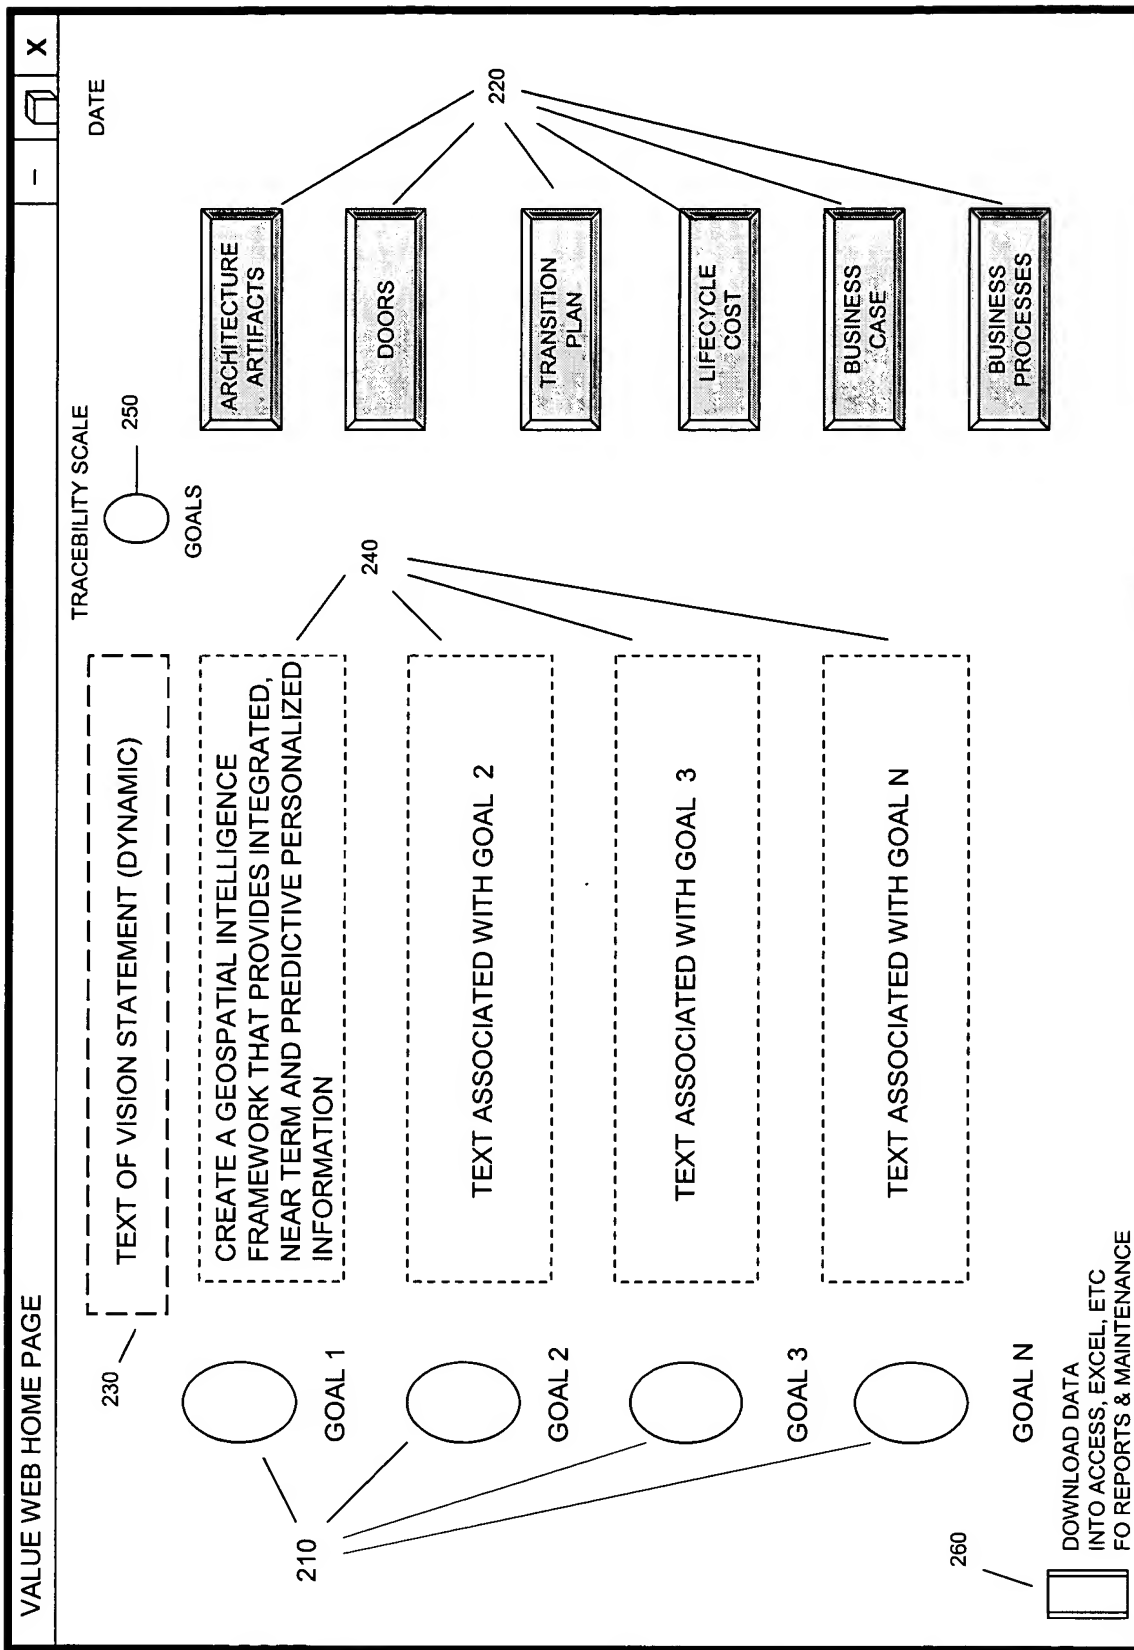 VALUE WEB HOME PAGE
– X
DATE
TRACEBILITY SCALE
250
GOALS
230
TEXT OF VISION STATEMENT (DYNAMIC)
210
GOAL 1
CREATE A GEOSPATIAL INTELLIGENCE
FRAMEWORK THAT PROVIDES INTEGRATED,
NEAR TERM AND PREDICTIVE PERSONALIZED
INFORMATION
240
GOAL 2
TEXT ASSOCIATED WITH GOAL 2
GOAL 3
TEXT ASSOCIATED WITH GOAL 3
GOAL N
TEXT ASSOCIATED WITH GOAL N
220
ARCHITECTURE
ARTIFACTS
DOORS
TRANSITION
PLAN
LIFECYCLE
COST
BUSINESS
CASE
BUSINESS
PROCESSES
260
DOWNLOAD DATA
INTO ACCESS, EXCEL, ETC
FO REPORTS & MAINTENANCE